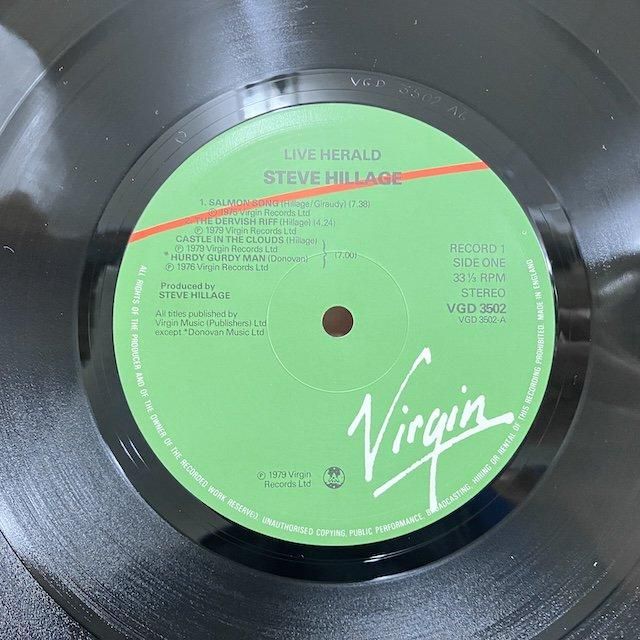 VGD 3502 A
LIVE HERALD
STEVE HILLAGE
1. SALMON SONG (Hillage/Giraudy) (7.38)
℗ 1975 Virgin Records Ltd
2. THE DERVISH RIFF (Hillage) (4.24)
℗ 1979 Virgin Records Ltd
CASTLE IN THE CLOUDS (Hillage)
℗ 1979 Virgin Records Ltd
*HURDY GURDY MAN (Donovan)
℗ 1976 Virgin Records Ltd
(7.00)
Produced by
STEVE HILLAGE
All titles published by
Virgin Music (Publishers) Ltd
except *Donovan Music Ltd
RECORD 1
SIDE ONE
33⅓ RPM
STEREO
VGD 3502
VGD 3502-A
Virgin
℗ 1979 Virgin
Records Ltd
ALL RIGHTS OF THE PRODUCER AND OF THE OWNER OF THE RECORDED WORK RESERVED UNAUTHORISED COPYING, PUBLIC PERFORMANCE, BROADCASTING, HIRING OR RENTAL OF THIS RECORDING PROHIBITED. MADE IN ENGLAND